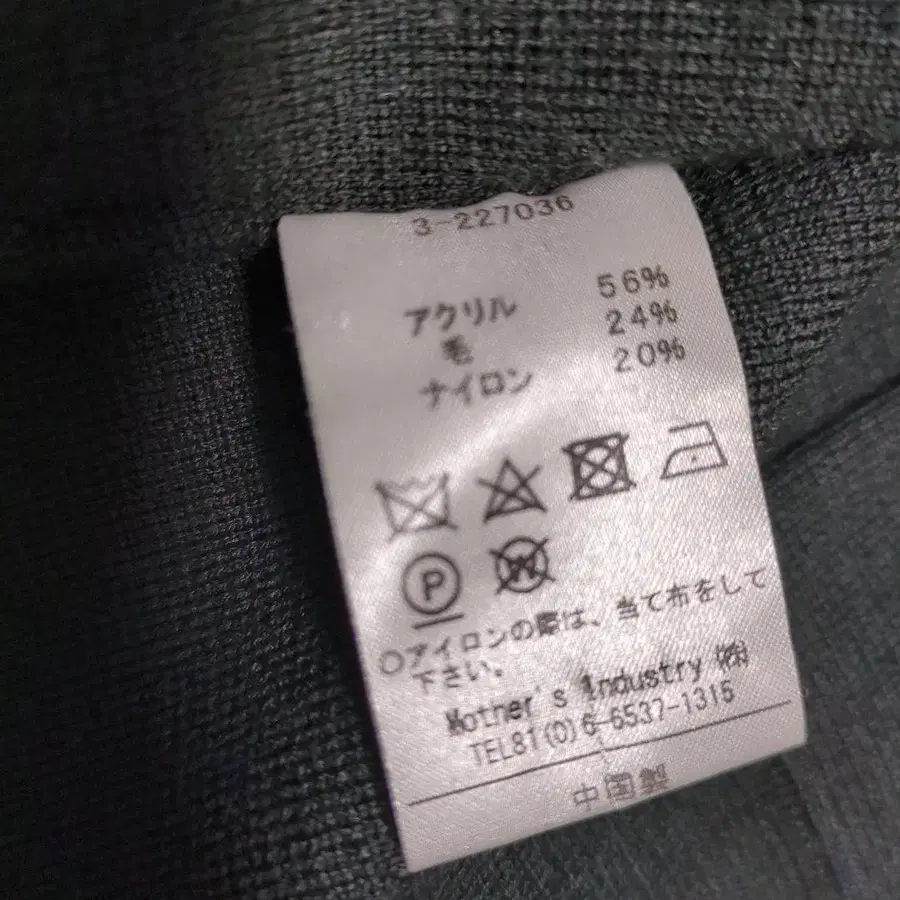 3-227036
アクリル 56%
毛 24%
ナイロン 20%
P W
○アイロンの際は、当て布をして
下さい。
Mother's Industry ㈱
TEL81(0)6-6537-1315
中国製